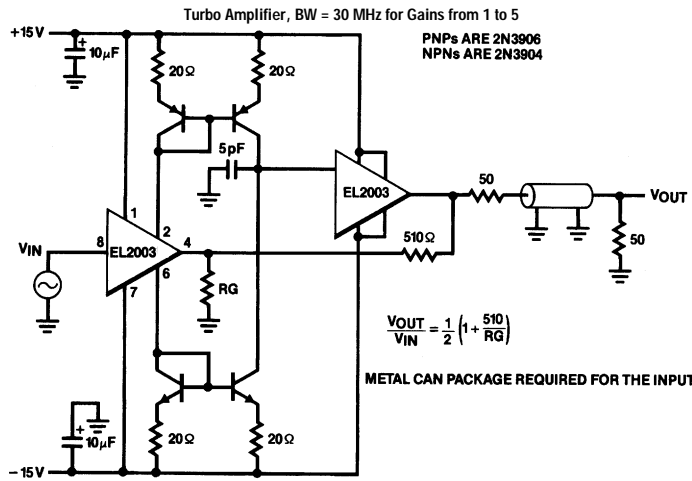 Turbo Amplifier, BW = 30 MHz for Gains from 1 to 5
+15V
+
10μF
20Ω
20Ω
PNPs ARE 2N3906
NPNs ARE 2N3904
5pF
EL2003
50
VOUT
50
1
2
VIN
8
EL2003
4
6
7
RG
510Ω
VOUT/VIN = 1/2 (1+510/RG)
METAL CAN PACKAGE REQUIRED FOR THE INPUT
+
10μF
20Ω
20Ω
−15V